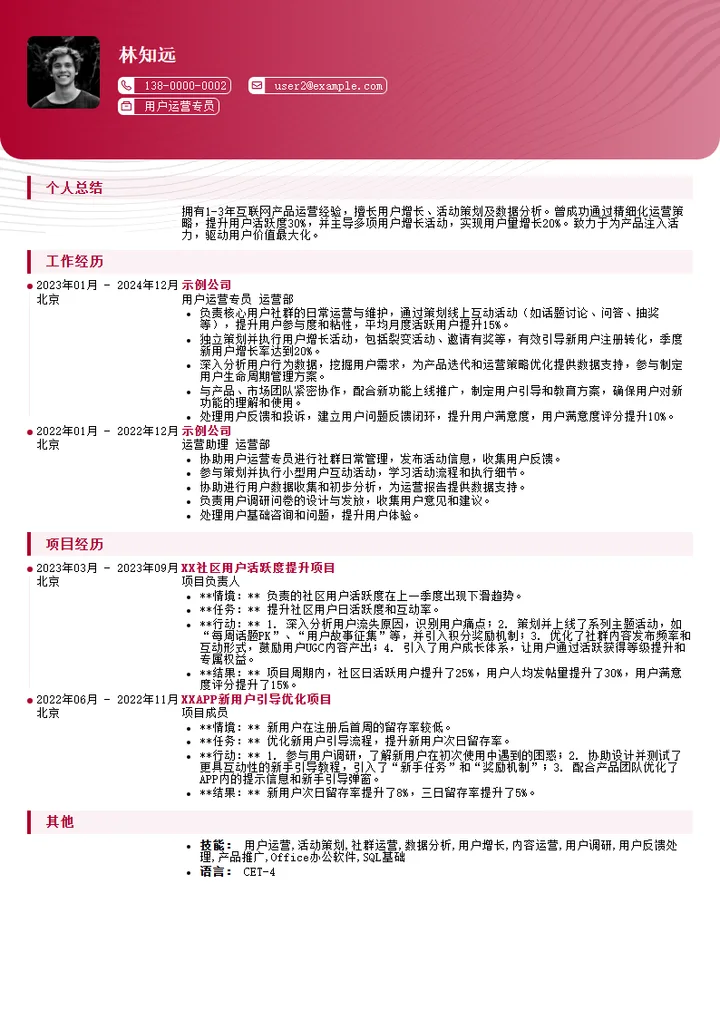 林知远
138-0000-0002
user2@example.com
用户运营专员
个人总结
拥有1-3年互联网产品运营经验，擅长用户增长、活动策划及数据分析。曾成功通过精细化运营策
略，提升用户活跃度30%，并主导多项用户增长活动，实现用户量增长20%。致力于为产品注入活
力，驱动用户价值最大化。
工作经历
2023年01月 - 2024年12月 示例公司
北京 用户运营专员 运营部
• 负责核心用户社群的日常运营与维护，通过策划线上互动活动（如话题讨论、问答、抽奖
等），提升用户参与度和粘性，平均月度活跃用户提升15%。
• 独立策划并执行用户增长活动，包括裂变活动、邀请有奖等，有效引导新用户注册转化，季度
新用户增长率达到20%。
• 深入分析用户行为数据，挖掘用户需求，为产品迭代和运营策略优化提供数据支持，参与制定
用户生命周期管理方案。
• 与产品、市场团队紧密协作，配合新功能上线推广，制定用户引导和教育方案，确保用户对新
功能的理解和使用。
• 处理用户反馈和投诉，建立用户问题反馈闭环，提升用户满意度，用户满意度评分提升10%。
2022年01月 - 2022年12月 示例公司
北京 运营助理 运营部
• 协助用户运营专员进行社群日常管理，发布活动信息，收集用户反馈。
• 参与策划并执行小型用户互动活动，学习活动流程和执行细节。
• 协助进行用户数据收集和初步分析，为运营报告提供数据支持。
• 负责用户调研问卷的设计与发放，收集用户意见和建议。
• 处理用户基础咨询和问题，提升用户体验。
项目经历
2023年03月 - 2023年09月 XX社区用户活跃度提升项目
北京 项目负责人
• **情境：** 负责的社区用户活跃度在上一季度出现下滑趋势。
• **任务：** 提升社区用户日活跃度和互动率。
• **行动：** 1. 深入分析用户流失原因，识别用户痛点；2. 策划并上线了系列主题活动，如
“每周话题PK”、“用户故事征集”等，并引入积分奖励机制；3. 优化了社群内容发布频率和
互动形式，鼓励用户UGC内容产出；4. 引入了用户成长体系，让用户通过活跃获得等级提升和
专属权益。
• **结果：** 项目周期内，社区日活跃用户提升了25%，用户人均发帖量提升了30%，用户满意
度评分提升了15%。
2022年06月 - 2022年11月 XXAPP新用户引导优化项目
北京 项目成员
• **情境：** 新用户在注册后首周的留存率较低。
• **任务：** 优化新用户引导流程，提升新用户次日留存率。
• **行动：** 1. 参与用户调研，了解新用户在初次使用中遇到的困惑；2. 协助设计并测试了
更具互动性的新手引导教程，引入了“新手任务”和“奖励机制”；3. 配合产品团队优化了
APP内的提示信息和新手引导弹窗。
• **结果：** 新用户次日留存率提升了8%，三日留存率提升了5%。
其他
• 技能： 用户运营,活动策划,社群运营,数据分析,用户增长,内容运营,用户调研,用户反馈处
理,产品推广,Office办公软件,SQL基础
• 语言： CET-4